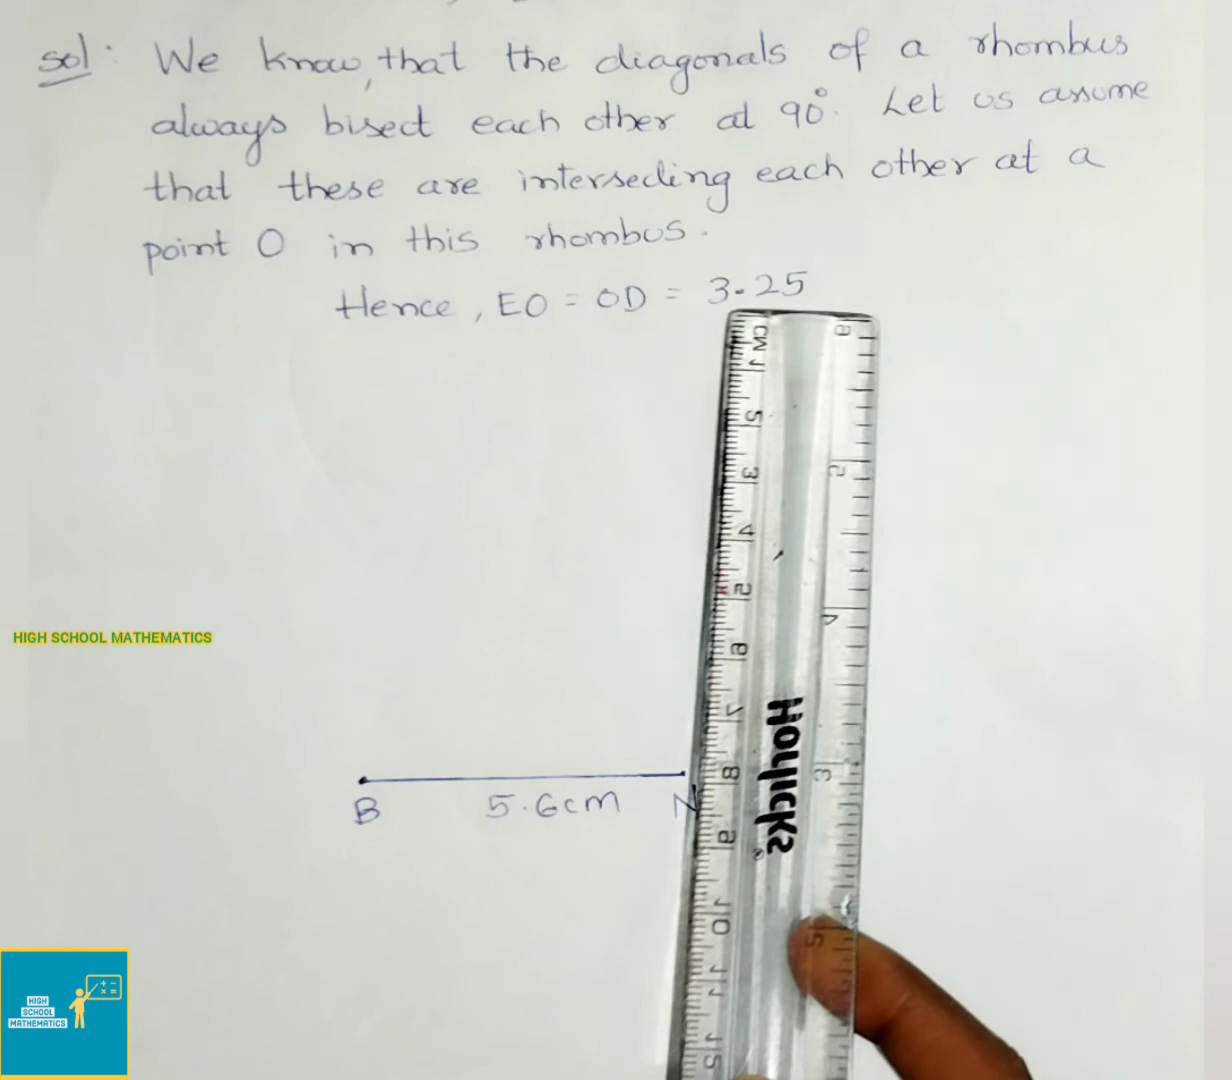 sol: We know, that the diagonals of a rhombus
always bisect each other at 90°. Let us assume
that these are intersecting each other at a
point O in this rhombus.
Hence, EO = OD = 3.25
HIGH SCHOOL MATHEMATICS
B 5.6cm N
Horlicks
HIGH
SCHOOL
MATHEMATICS